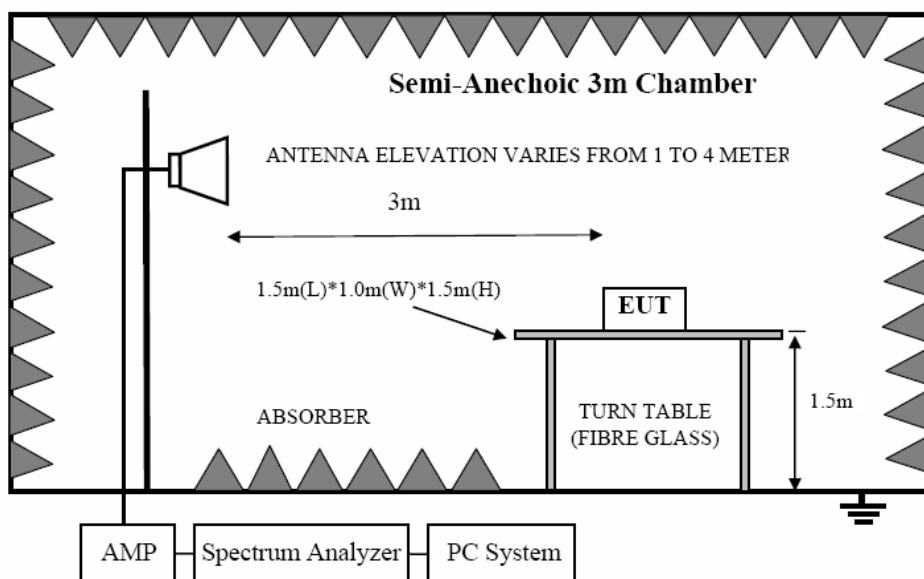 Semi-Anechoic 3m Chamber
ANTENNA ELEVATION VARIES FROM 1 TO 4 METER
3m
1.5m(L)*1.0m(W)*1.5m(H)
EUT
1.5m
ABSORBER
TURN TABLE
(FIBRE GLASS)
AMP
Spectrum Analyzer
PC System